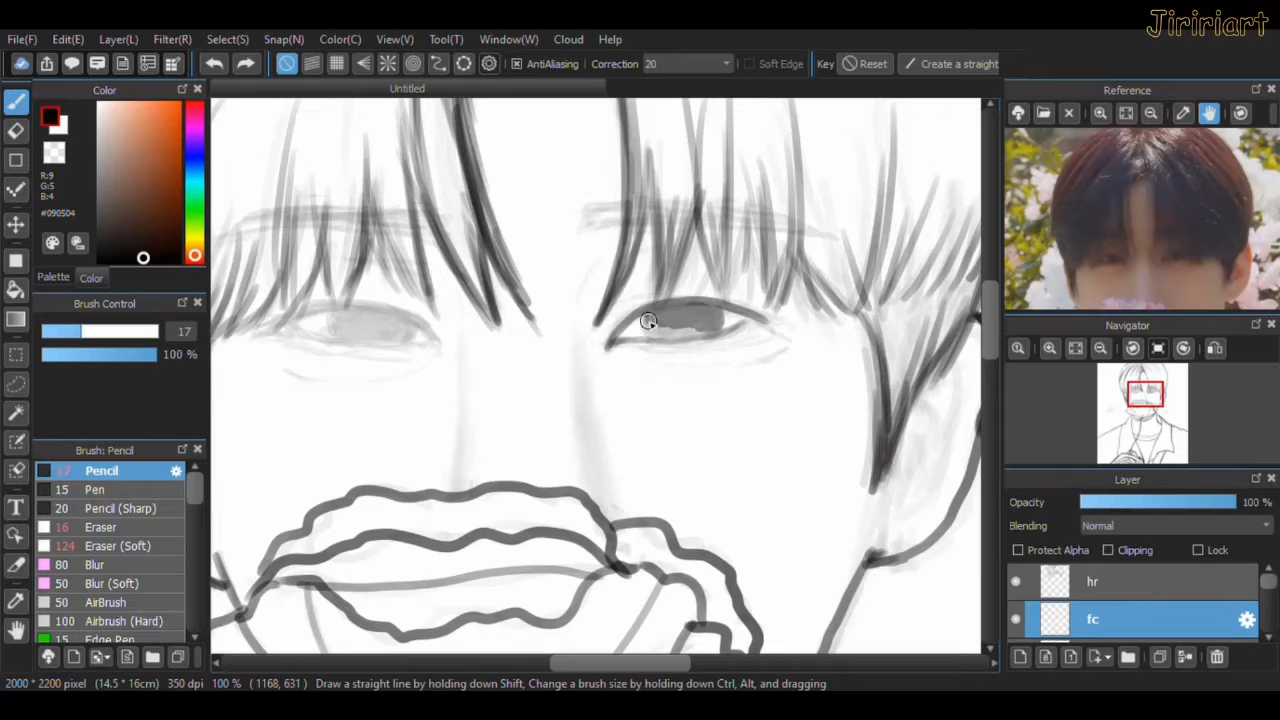 Jiririart
File(F) Edit(E) Layer(L) Filter(R) Select(S) Snap(N) Color(C) View(V) Tool(T) Window(W) Cloud Help
AntiAliasing Correction 20 Soft Edge Key Reset Create a straight
Color
Untitled
Reference
R:9
G:5
B:4
#090504
Palette Color
Brush Control
17
100 %
Navigator
Brush: Pencil
17 Pencil
15 Pen
20 Pencil (Sharp)
16 Eraser
124 Eraser (Soft)
80 Blur
50 Blur (Soft)
50 AirBrush
100 Airbrush (Hard)
15 Edge Pen
Layer
Opacity 100 %
Blending Normal
Protect Alpha Clipping Lock
hr
fc
2000 * 2200 pixel (14.5 * 16cm) 350 dpi 100 % ( 1168, 631 ) Draw a straight line by holding down Shift, Change a brush size by holding down Ctrl, Alt, and dragging